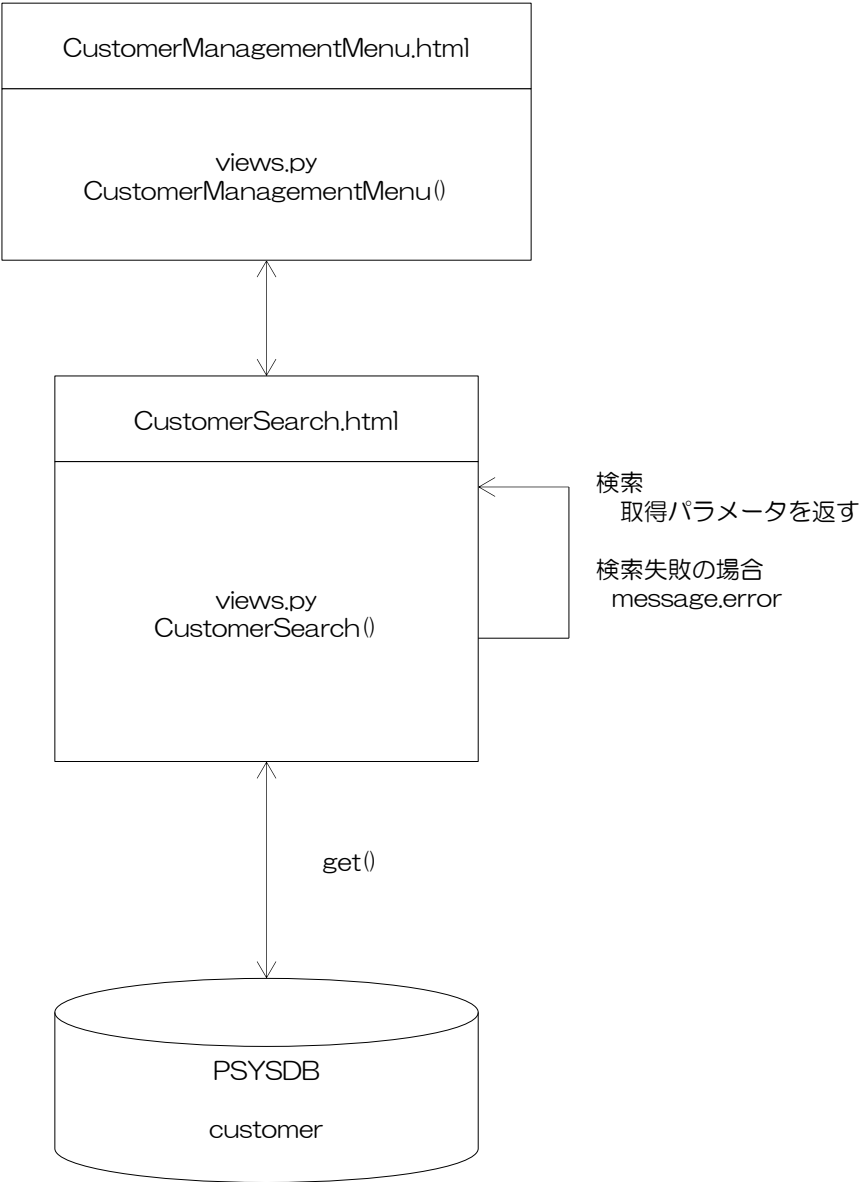 CustomerManagementMenu.html
views.py
CustomerManagementMenu()
CustomerSearch.html
検索
取得パラメータを返す
検索失敗の場合
message.error
views.py
CustomerSearch()
get()
PSYSDB
customer